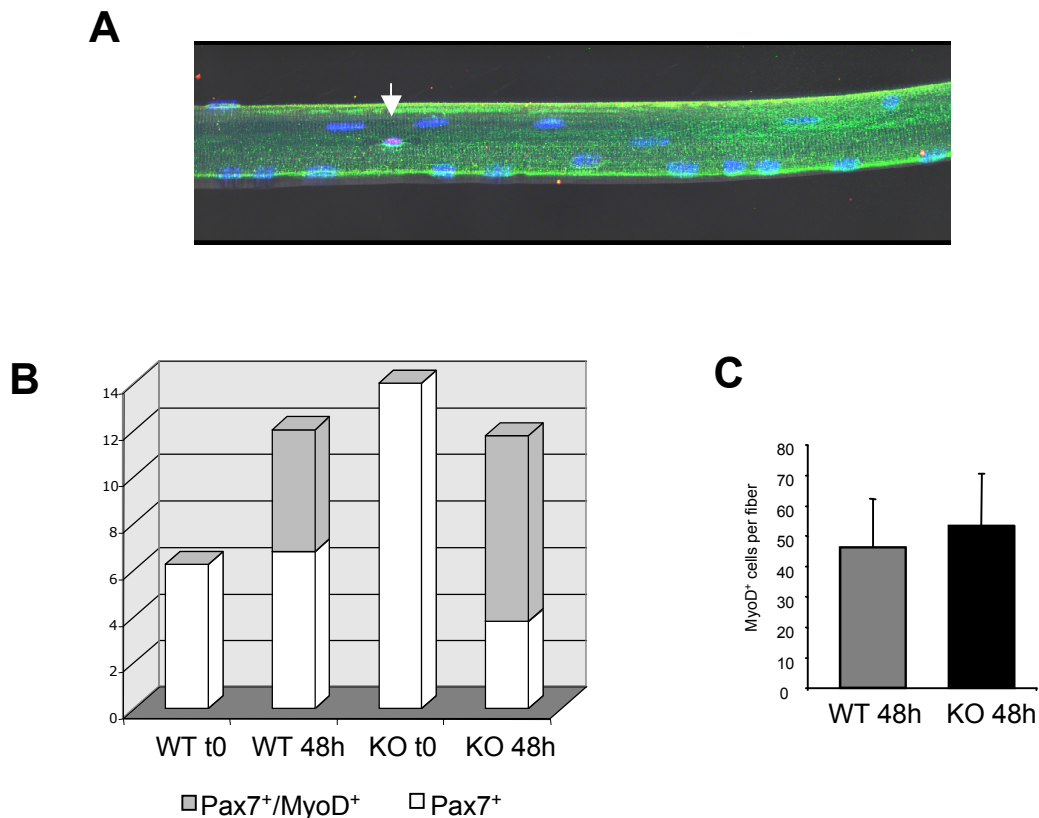 A
B
14
12
10
8
6
4
2
0
WT t0 WT 48h KO t0 KO 48h
Pax7⁺/MyoD⁺ Pax7⁺
C
MyoD⁺ cells per fiber
80
70
60
50
40
30
20
10
0
WT 48h KO 48h